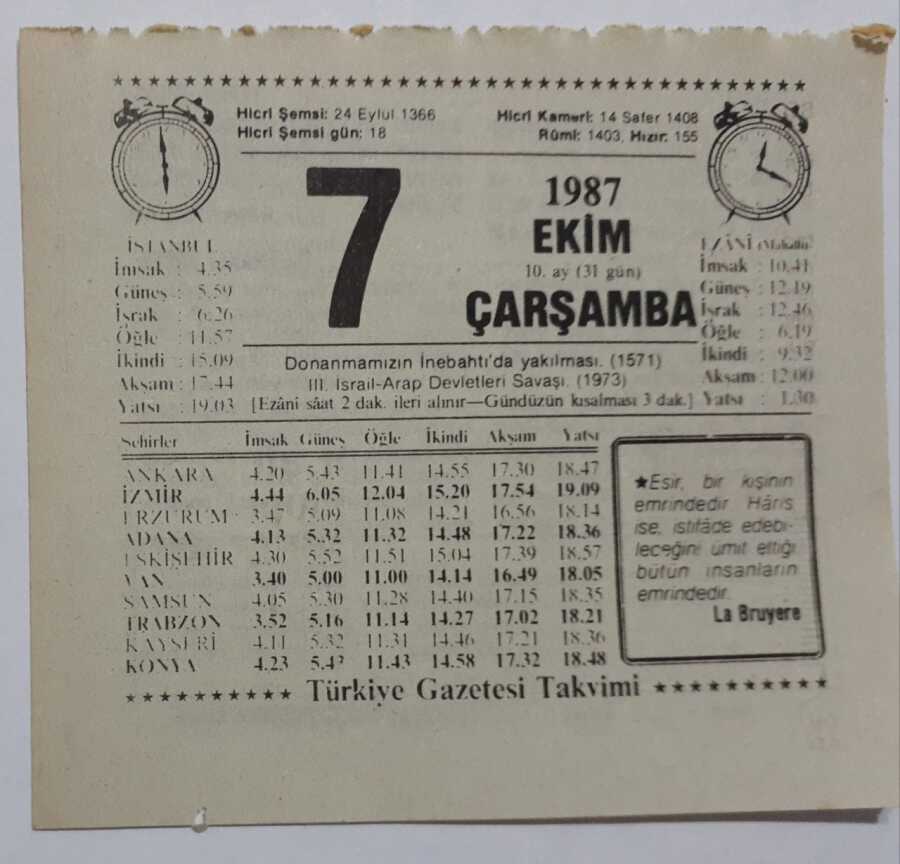 Hicri Şemsi: 24 Eylül 1366
Hicri Şemsi gün: 18
Hicri Kameri: 14 Safer 1408
Rûmi: 1403, Hızır: 155
7
1987
EKİM
10. ay (31 gün)
ÇARŞAMBA
İSTANBUL
İmsak : 4.35
Güneş : 5.59
İşrak : 6.26
Öğle : 11.57
İkindi : 15.09
Akşam : 17.44
Yatsı : 19.03
EZÂNİ
İmsak : 10.41
Güneş : 12.19
İşrak : 12.46
Öğle : 6.19
İkindi : 9.32
Akşam : 12.00
Yatsı : 1.30
Donanmamızın İnebahtı'da yakılması. (1571)
III. İsrail-Arap Devletleri Savaşı. (1973)
[Ezâni sâat 2 dak. ileri alınır—Gündüzün kısalması 3 dak.]
Şehirler İmsak Güneş Öğle İkindi Akşam Yatsı
ANKARA 4.20 5.43 11.41 14.55 17.30 18.47
İZMİR 4.44 6.05 12.04 15.20 17.54 19.09
ERZURUM 3.47 5.09 11.08 14.21 16.56 18.14
ADANA 4.13 5.32 11.32 14.48 17.22 18.36
ESKİŞEHİR 4.30 5.52 11.51 15.04 17.39 18.57
VAN 3.40 5.00 11.00 14.14 16.49 18.05
SAMSUN 4.05 5.30 11.28 14.40 17.15 18.35
TRABZON 3.52 5.16 11.14 14.27 17.02 18.21
KAYSERİ 4.11 5.32 11.31 14.46 17.21 18.36
KONYA 4.23 11.43 14.58 17.32 18.48
★Esir, bir kişinin
emrindedir. Hâris
ise, istifâde edebi-
leceğini ümit ettiği
bütün insanların
emrindedir.
La Bruyere
Türkiye Gazetesi Takvimi